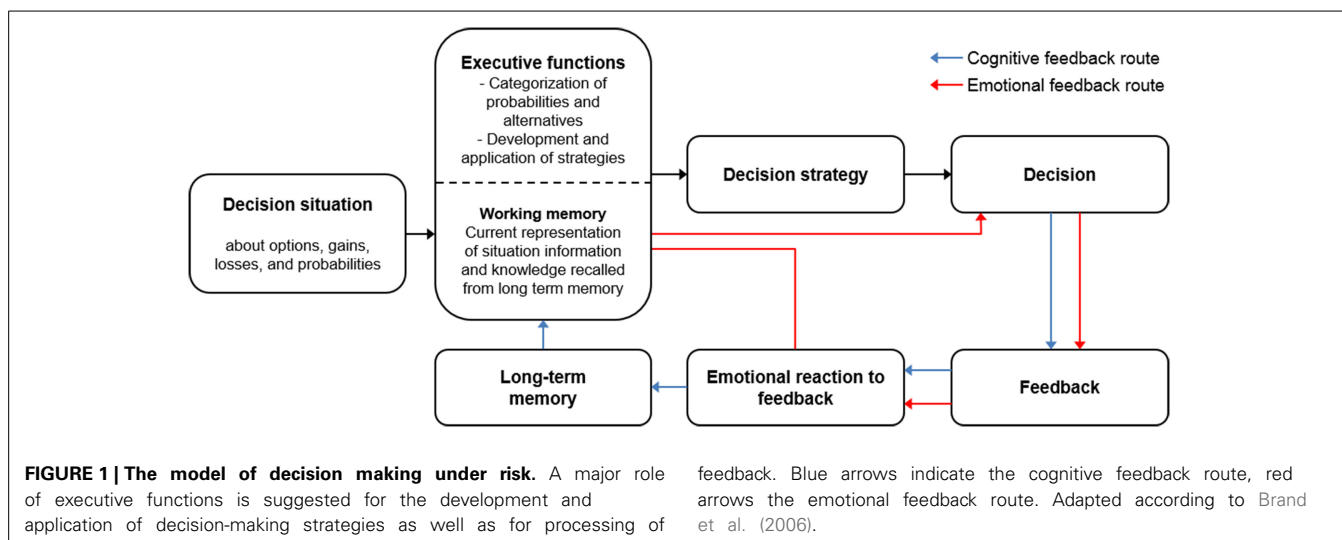 Executive functions
- Categorization of
probabilities and
alternatives
- Development and
application of strategies
Cognitive feedback route
Emotional feedback route
Decision situation
about options, gains,
losses, and probabilities
Working memory
Current representation
of situation information
and knowledge recalled
from long term memory
Decision strategy
Decision
Long-term
memory
Emotional reaction to
feedback
Feedback
FIGURE 1 | The model of decision making under risk. A major role
of executive functions is suggested for the development and
application of decision-making strategies as well as for processing of
feedback. Blue arrows indicate the cognitive feedback route, red
arrows the emotional feedback route. Adapted according to Brand
et al. (2006).